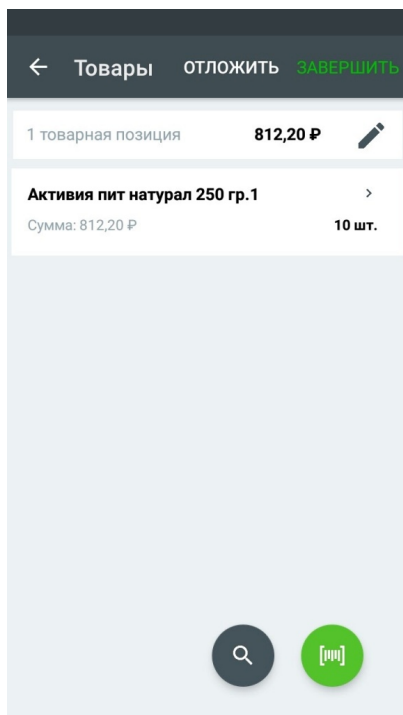 Товары ОТЛОЖИТЬ ЗАВЕРШИТЬ
1 товарная позиция 812,20 ₽
Активия пит натурал 250 гр.1
Сумма: 812,20 ₽ 10 шт.